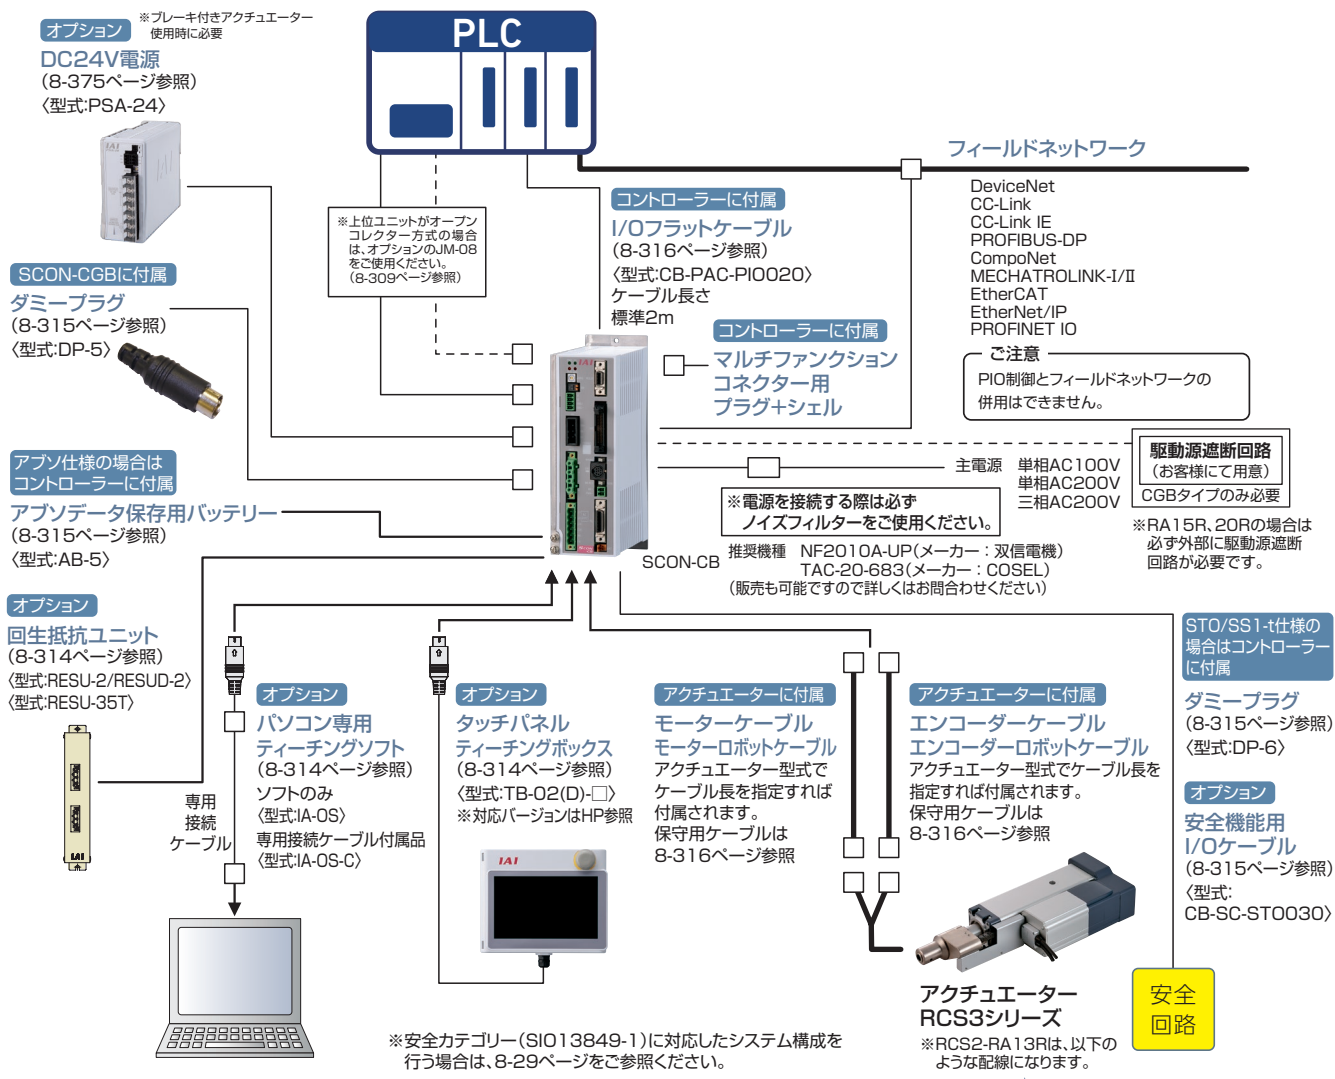 オプション
※ブレーキ付きアクチュエーター
使用時に必要
DC24V電源
(8-375ページ参照)
〈型式:PSA-24〉
IAI
IAI
PLC
※上位ユニットがオープン
コレクター方式の場合
は、オプションのJM-08
をご使用ください。
(8-309ページ参照)
コントローラーに付属
I/Oフラットケーブル
(8-316ページ参照)
〈型式:CB-PAC-PIO020〉
ケーブル長さ
標準2m
フィールドネットワーク
DeviceNet
CC-Link
CC-Link IE
PROFIBUS-DP
CompoNet
MECHATROLINK-I/II
EtherCAT
EtherNet/IP
PROFINET IO
ご注意
PIO制御とフィールドネットワークの
併用はできません。
SCON-CGBに付属
ダミープラグ
(8-315ページ参照)
〈型式:DP-5〉
コントローラーに付属
マルチファンクション
コネクター用
プラグ+シェル
IAI
SCON-CB
アブソ仕様の場合は
コントローラーに付属
アブソデータ保存用バッテリー
(8-315ページ参照)
〈型式:AB-5〉
主電源 単相AC100V
単相AC200V
三相AC200V
※電源を接続する際は必ず
ノイズフィルターをご使用ください。
推奨機種 NF2010A-UP(メーカー：双信電機)
TAC-20-683(メーカー：COSEL)
(販売も可能ですので詳しくはお問合わせください)
駆動源遮断回路
(お客様にて用意)
CGBタイプのみ必要
※RA15R、20Rの場合は
必ず外部に駆動源遮断
回路が必要です。
オプション
回生抵抗ユニット
(8-314ページ参照)
〈型式:RESU-2/RESUD-2〉
〈型式:RESU-35T〉
IAI
専用
接続
ケーブル
オプション
パソコン専用
ティーチングソフト
(8-314ページ参照)
ソフトのみ
〈型式:IA-OS〉
専用接続ケーブル付属品
〈型式:IA-OS-C〉
オプション
タッチパネル
ティーチングボックス
(8-314ページ参照)
〈型式:TB-02(D)-□〉
※対応バージョンはHP参照
IAI
アクチュエーターに付属
モーターケーブル
モーターロボットケーブル
アクチュエーター型式で
ケーブル長を指定すれば
付属されます。
保守用ケーブルは
8-316ページ参照
アクチュエーターに付属
エンコーダーケーブル
エンコーダーロボットケーブル
アクチュエーター型式でケーブル長を
指定すれば付属されます。
保守用ケーブルは
8-316ページ参照
STO/SS1-t仕様の
場合はコントローラー
に付属
ダミープラグ
(8-315ページ参照)
〈型式:DP-6〉
オプション
安全機能用
I/Oケーブル
(8-315ページ参照)
〈型式:
CB-SC-STO030〉
アクチュエーター
RCS3シリーズ
※RCS2-RA13Rは、以下の
ような配線になります。
安全
回路
※安全カテゴリー(SIO13849-1)に対応したシステム構成を
行う場合は、8-29ページをご参照ください。